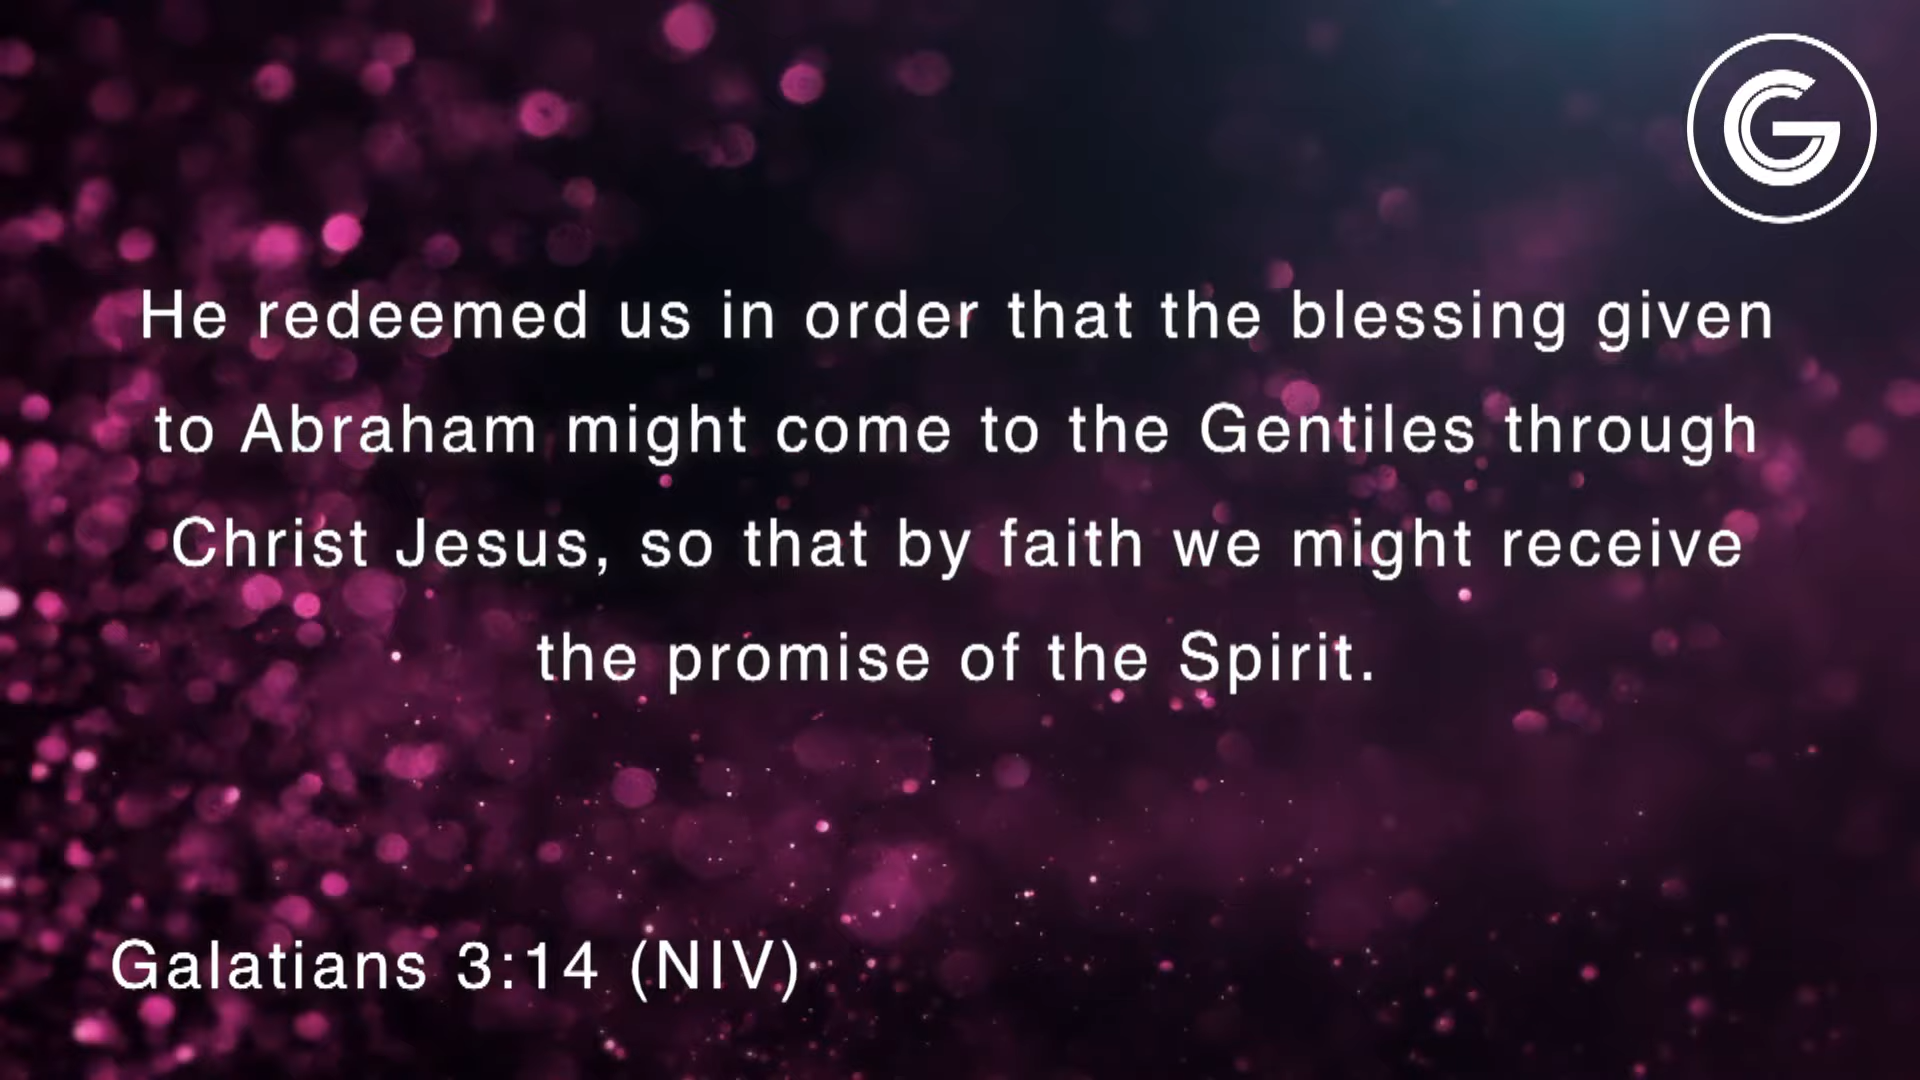 G
He redeemed us in order that the blessing given
to Abraham might come to the Gentiles through
Christ Jesus, so that by faith we might receive
the promise of the Spirit.
Galatians 3:14 (NIV)